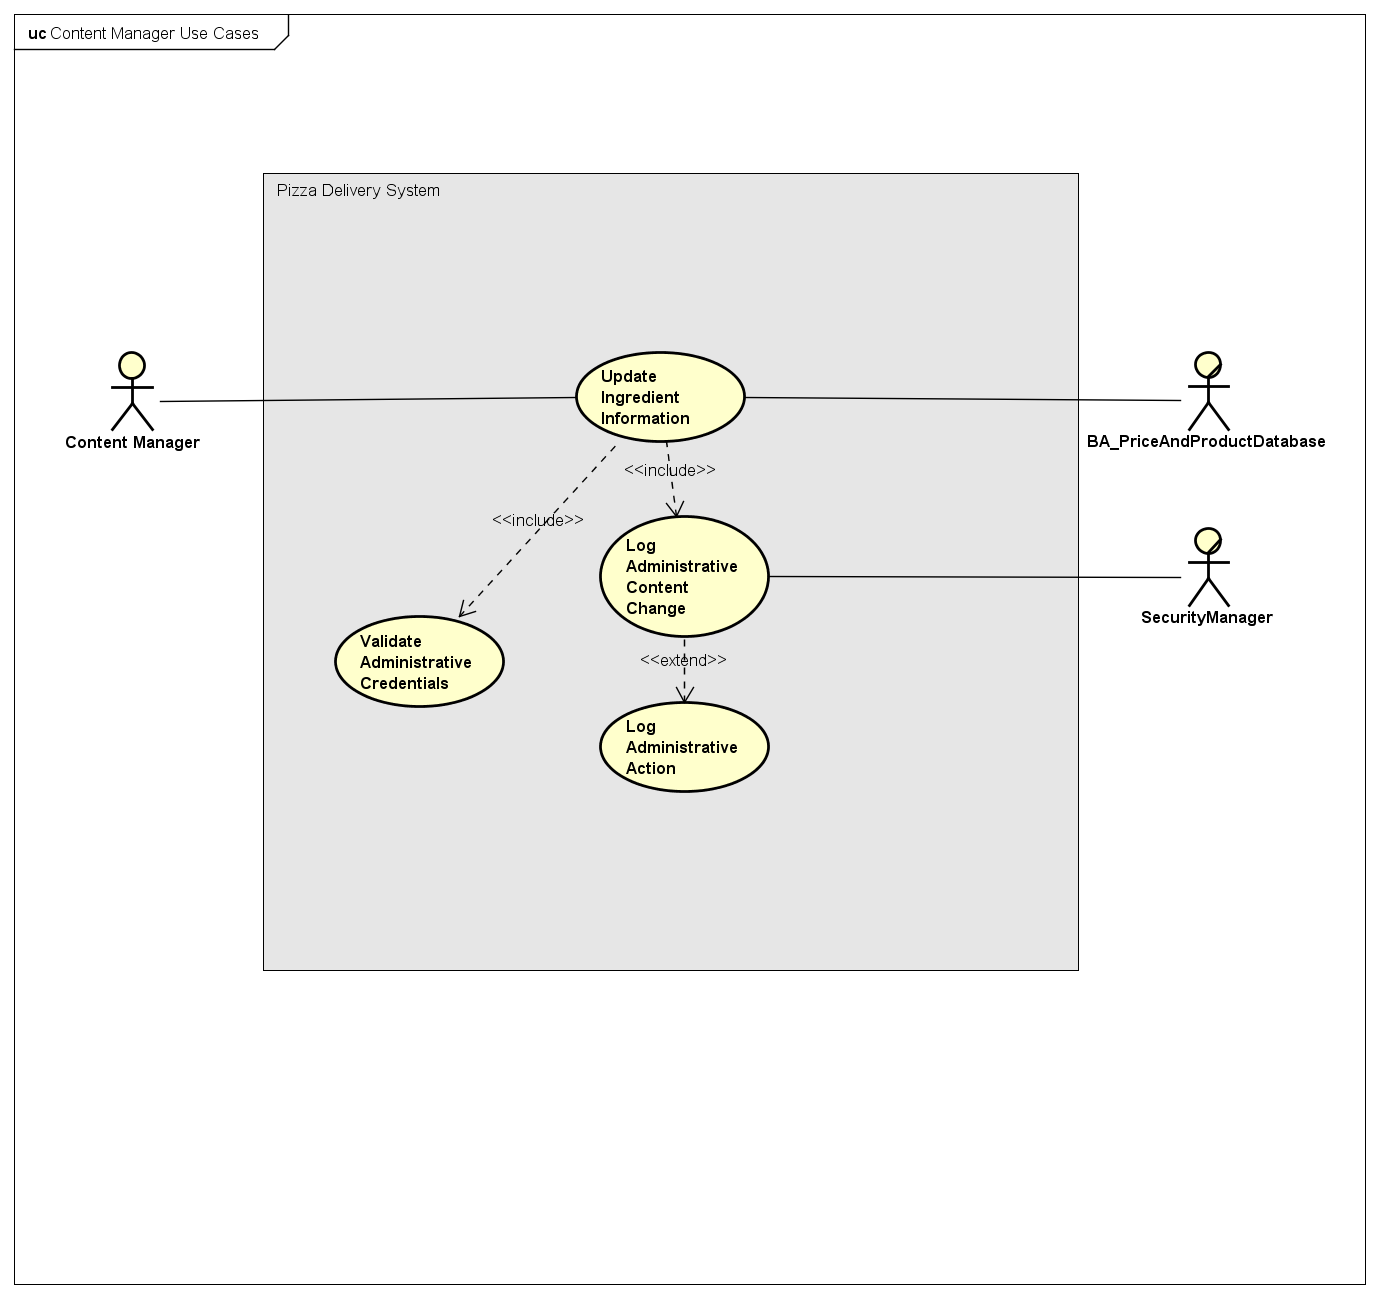 uc Content Manager Use Cases
Pizza Delivery System
Content Manager
Update
Ingredient
Information
BA_PriceAndProductDatabase
<<include>>
<<include>>
Log
Administrative
Content
Change
SecurityManager
Validate
Administrative
Credentials
<<extend>>
Log
Administrative
Action